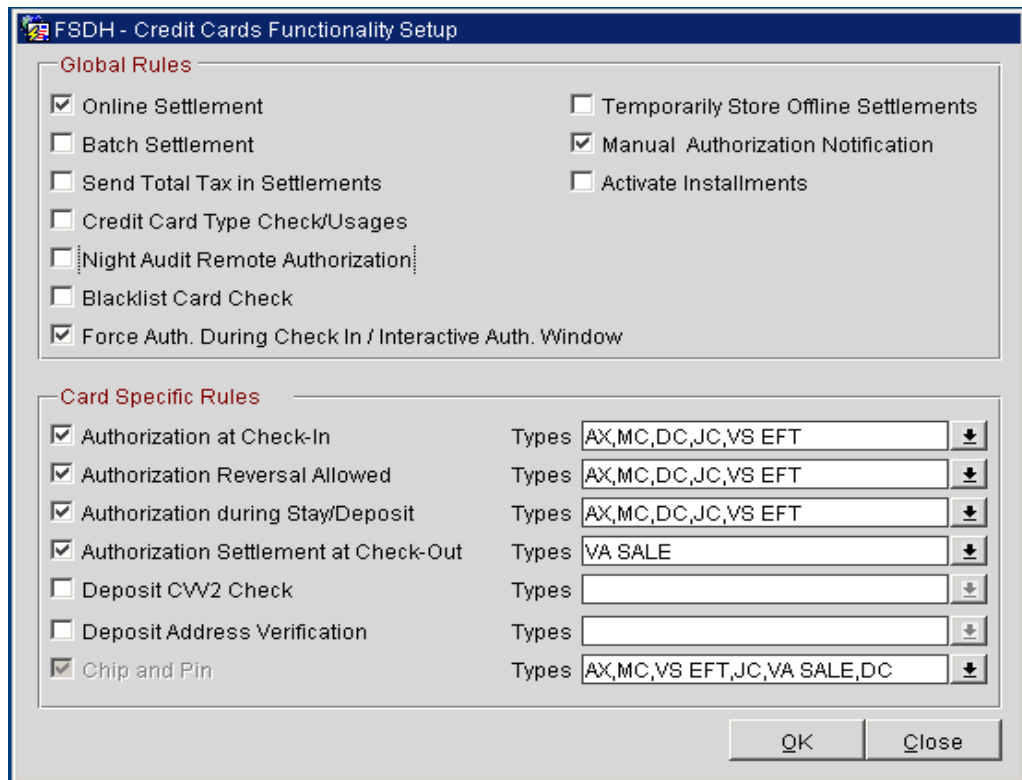 FSDH - Credit Cards Functionality Setup
Global Rules
Online Settlement
Temporarily Store Offline Settlements
Batch Settlement
Manual Authorization Notification
Send Total Tax in Settlements
Activate Installments
Credit Card Type Check/Usages
Night Audit Remote Authorization
Blacklist Card Check
Force Auth. During Check In / Interactive Auth. Window
Card Specific Rules
Authorization at Check-In Types AX,MC,DC,JC,VS EFT
Authorization Reversal Allowed Types AX,MC,DC,JC,VS EFT
Authorization during Stay/Deposit Types AX,MC,DC,JC,VS EFT
Authorization Settlement at Check-Out Types VA SALE
Deposit CVV2 Check Types
Deposit Address Verification Types
Chip and Pin Types AX,MC,VS EFT,JC,VA SALE,DC
OK Close